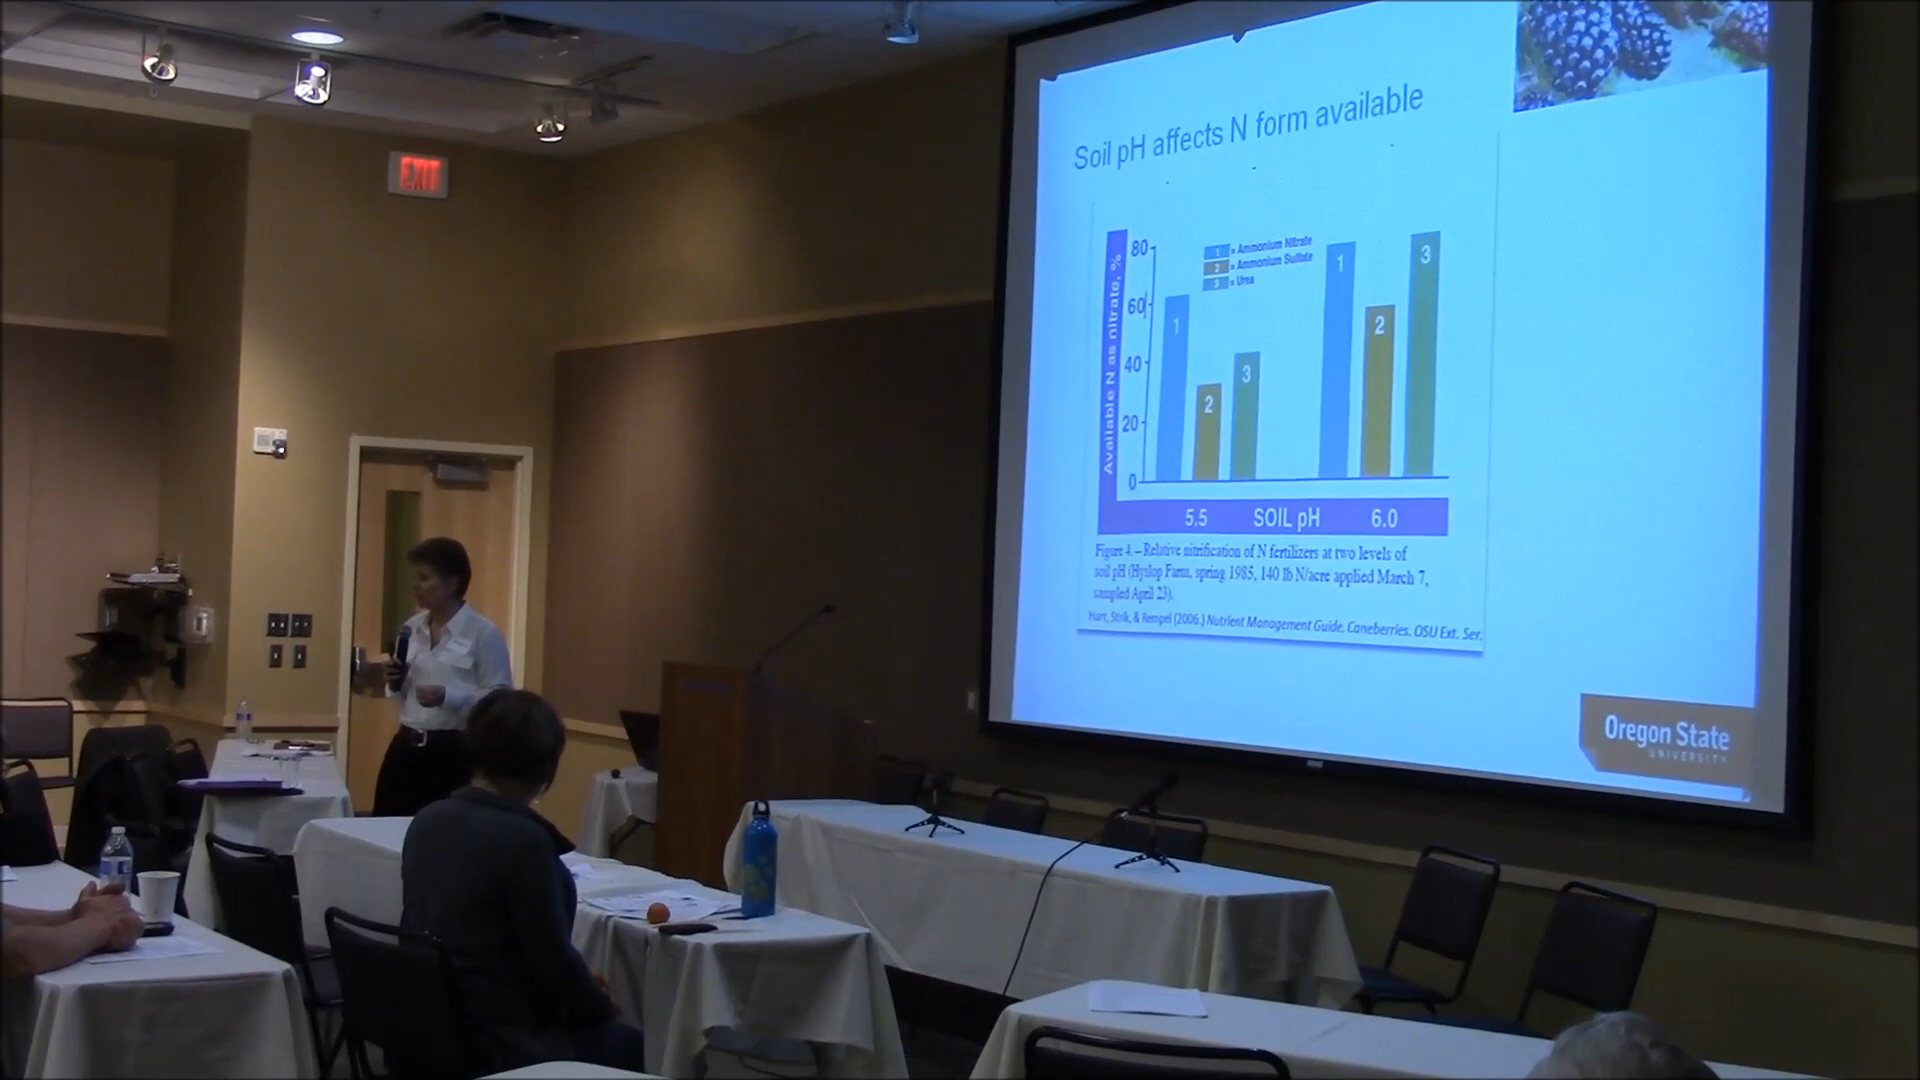 EXIT
Soil pH affects N form available
Available N as nitrate, %
80
60
40
20
0
1 = Ammonium Nitrate
2 = Ammonium Sulfate
3 = Urea
1
2
3
1
2
3
5.5 SOIL pH 6.0
Figure 4.—Relative nitrification of N fertilizers at two levels of
soil pH (Hyslop Farm, spring 1985, 140 lb N/acre applied March 7,
sampled April 23).
Hart, Strik, & Rempel (2006.) Nutrient Management Guide. Caneberries. OSU Ext. Ser.
Oregon State
UNIVERSITY